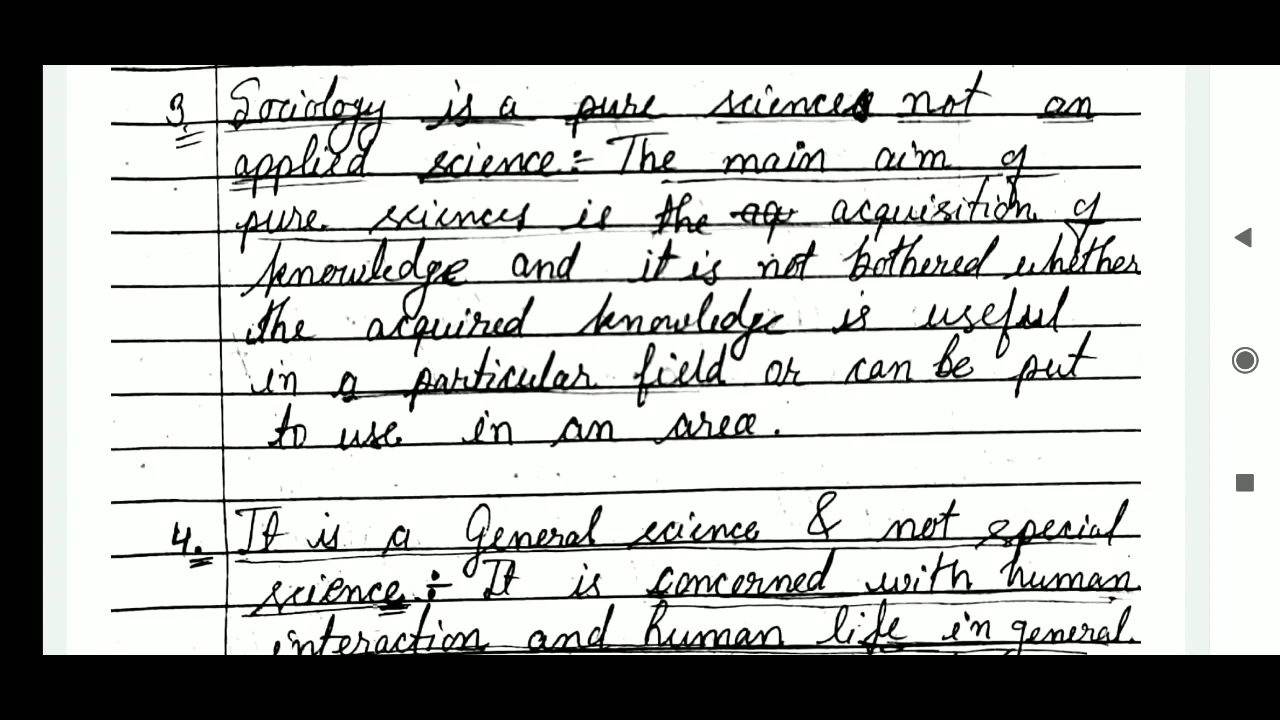 3. Sociology is a pure science not an
applied science:- The main aim of
pure sciences is the acquisition of
knowledge and it is not bothered whether
the acquired knowledge is useful
in a particular field or can be put
to use in an area.
4. It is a General science & not special
science:- It is concerned with human
interaction and human life in general.